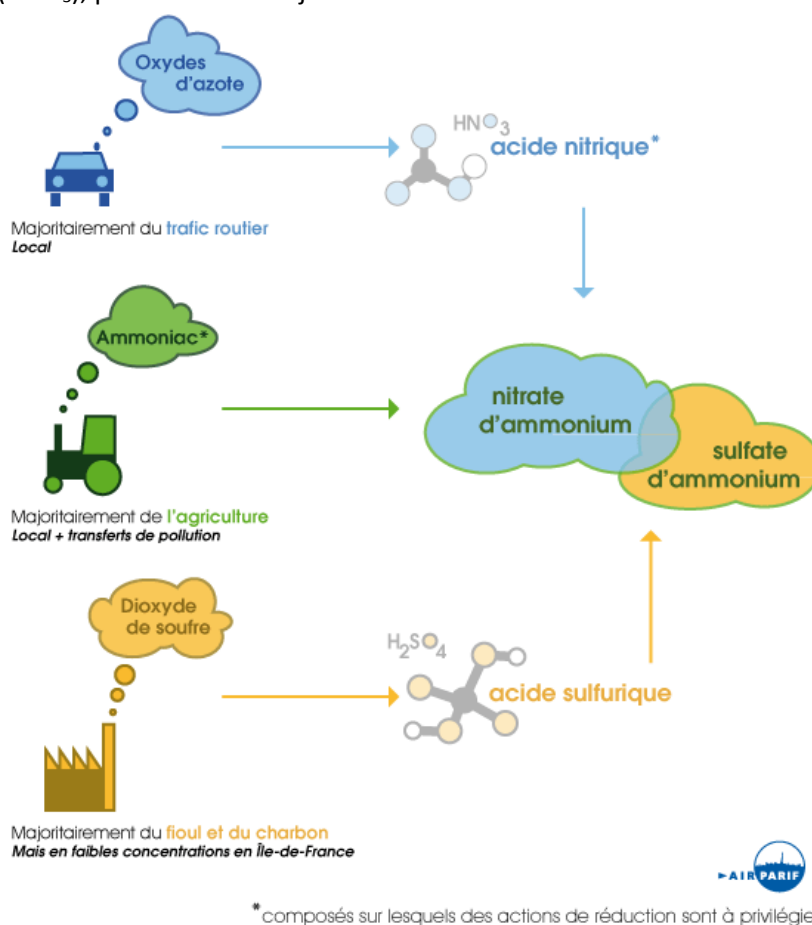 Oxydes
d'azote
HNO3
acide nitrique*
Majoritairement du trafic routier
Local
Ammoniac*
nitrate
d'ammonium
sulfate
d'ammonium
Majoritairement de l'agriculture
Local + transferts de pollution
Dioxyde
de soufre
H2SO4
acide sulfurique
Majoritairement du fioul et du charbon
Mais en faibles concentrations en Île-de-France
AIRPARIF
*composés sur lesquels des actions de réduction sont à privilégie